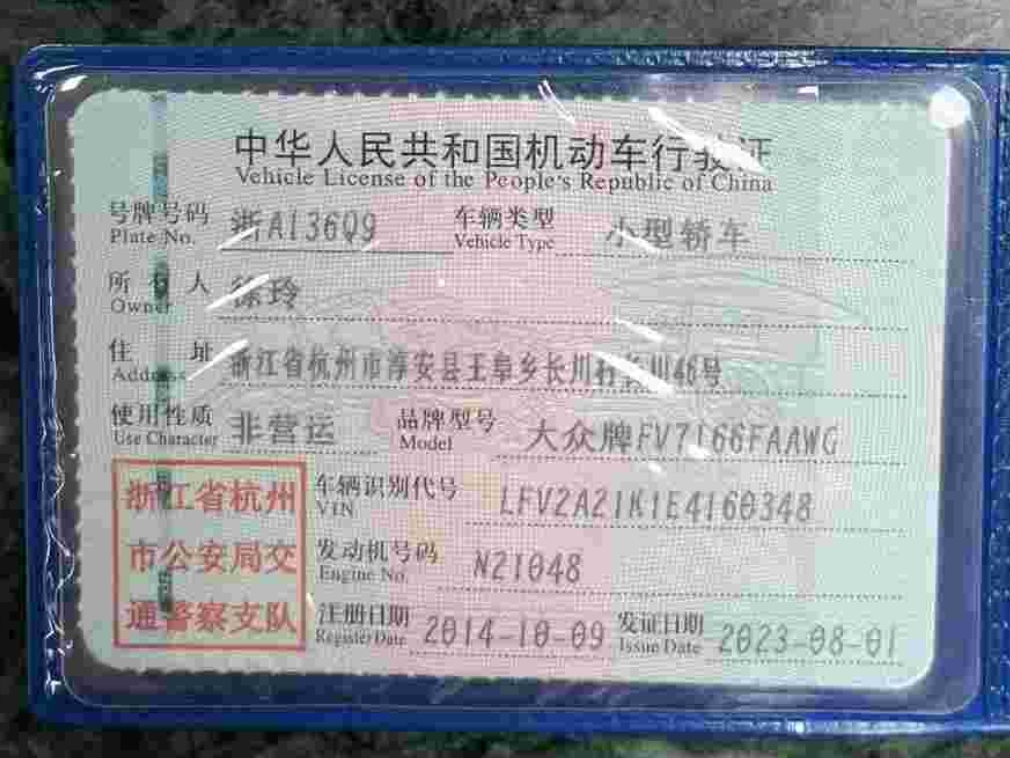 中华人民共和国机动车行驶证
Vehicle License of the People's Republic of China
号牌号码 浙A136Q9 车辆类型 小型轿车
Plate No. Vehicle Type
所有人 徐玲
Owner
住址 浙江省杭州市淳安县王阜乡长川村长川46号
Address
使用性质 非营运 品牌型号 大众牌FV7166FAAWG
Use Character Model
浙江省杭州
市公安局交
通警察支队
车辆识别代号 LFV2A21K1E4160348
VIN
发动机号码 N21048
Engine No.
注册日期 2014-10-09 发证日期 2023-08-01
Register Date Issue Date